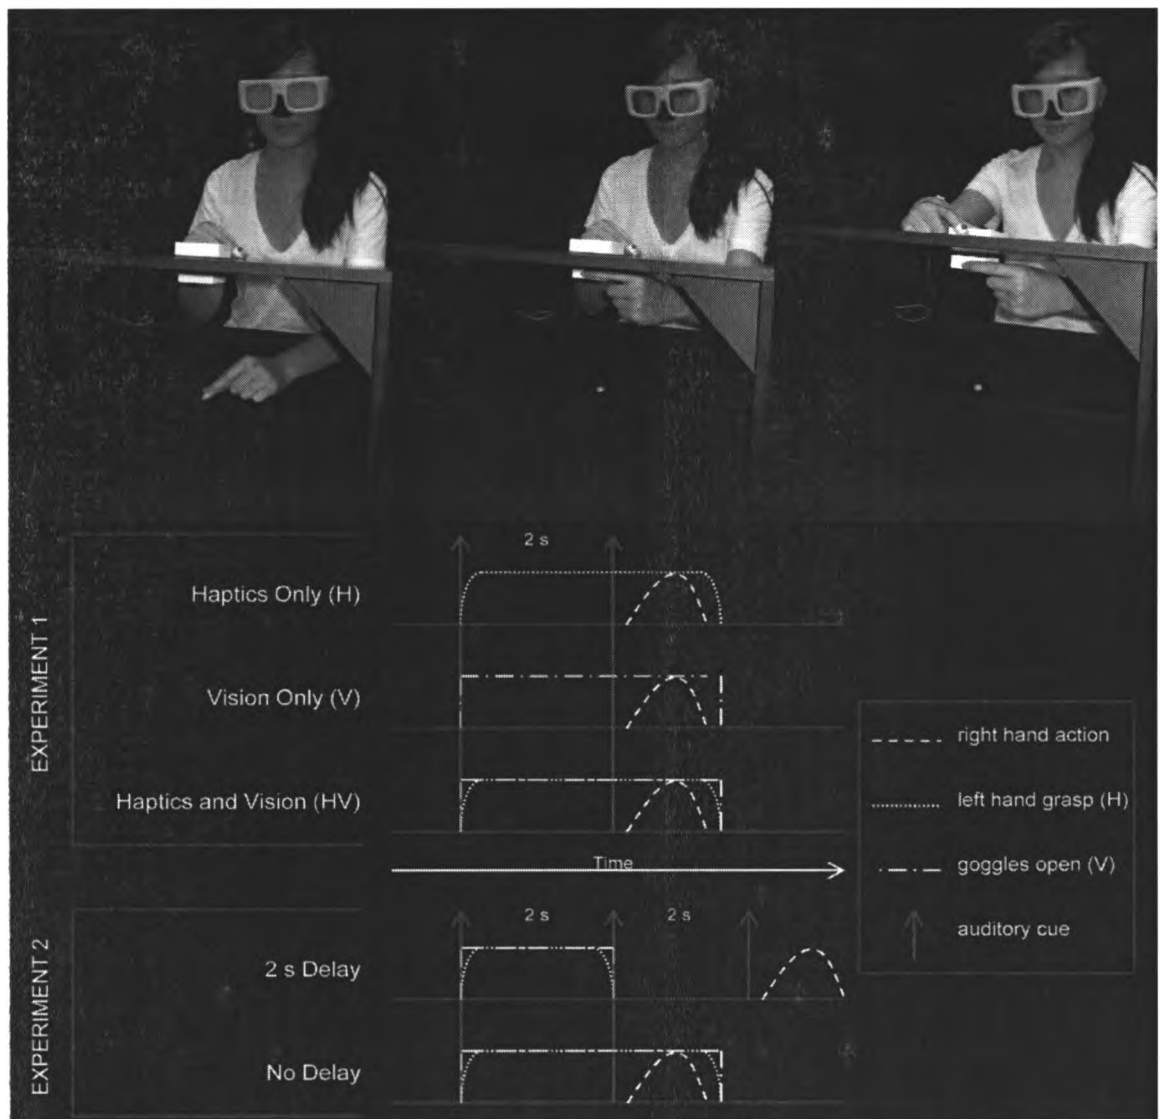 EXPERIMENT 1
2 s
Haptics Only (H)
Vision Only (V)
Haptics and Vision (HV)
Time
right hand action
left hand grasp (H)
goggles open (V)
auditory cue
EXPERIMENT 2
2 s
2 s
2 s Delay
No Delay